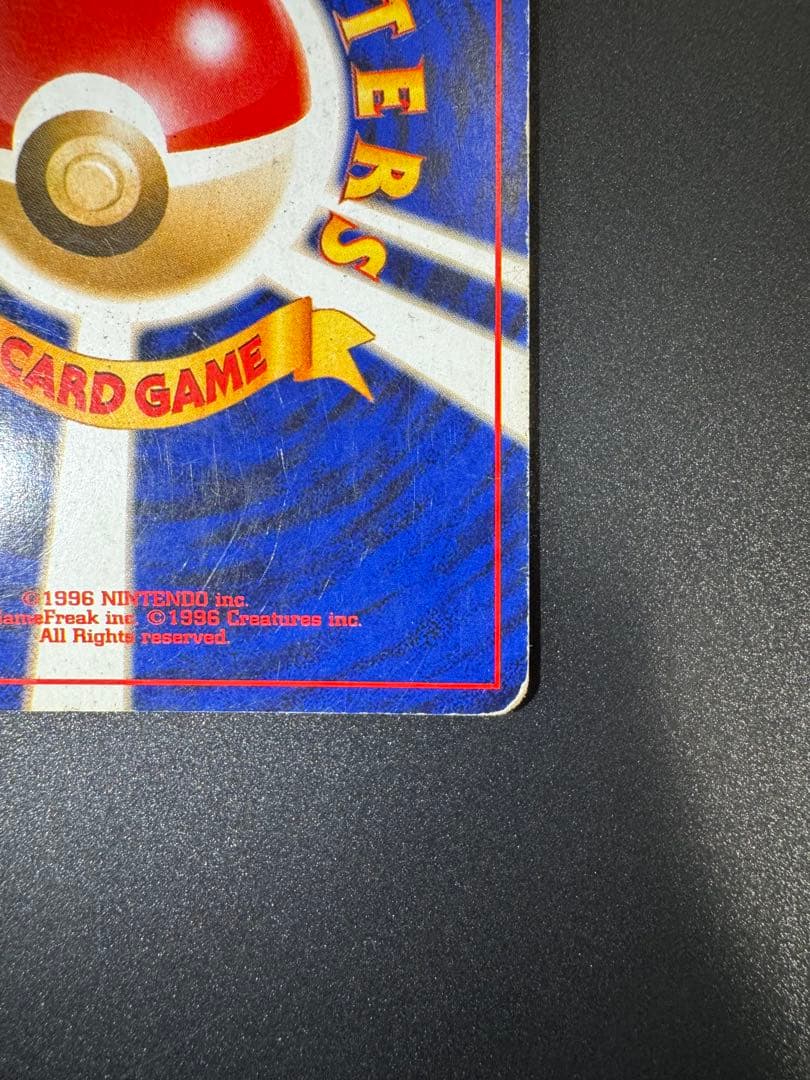 TERS
CARD GAME
©1996 NINTENDO inc.
ameFreak inc. ©1996 Creatures inc.
All Rights reserved.